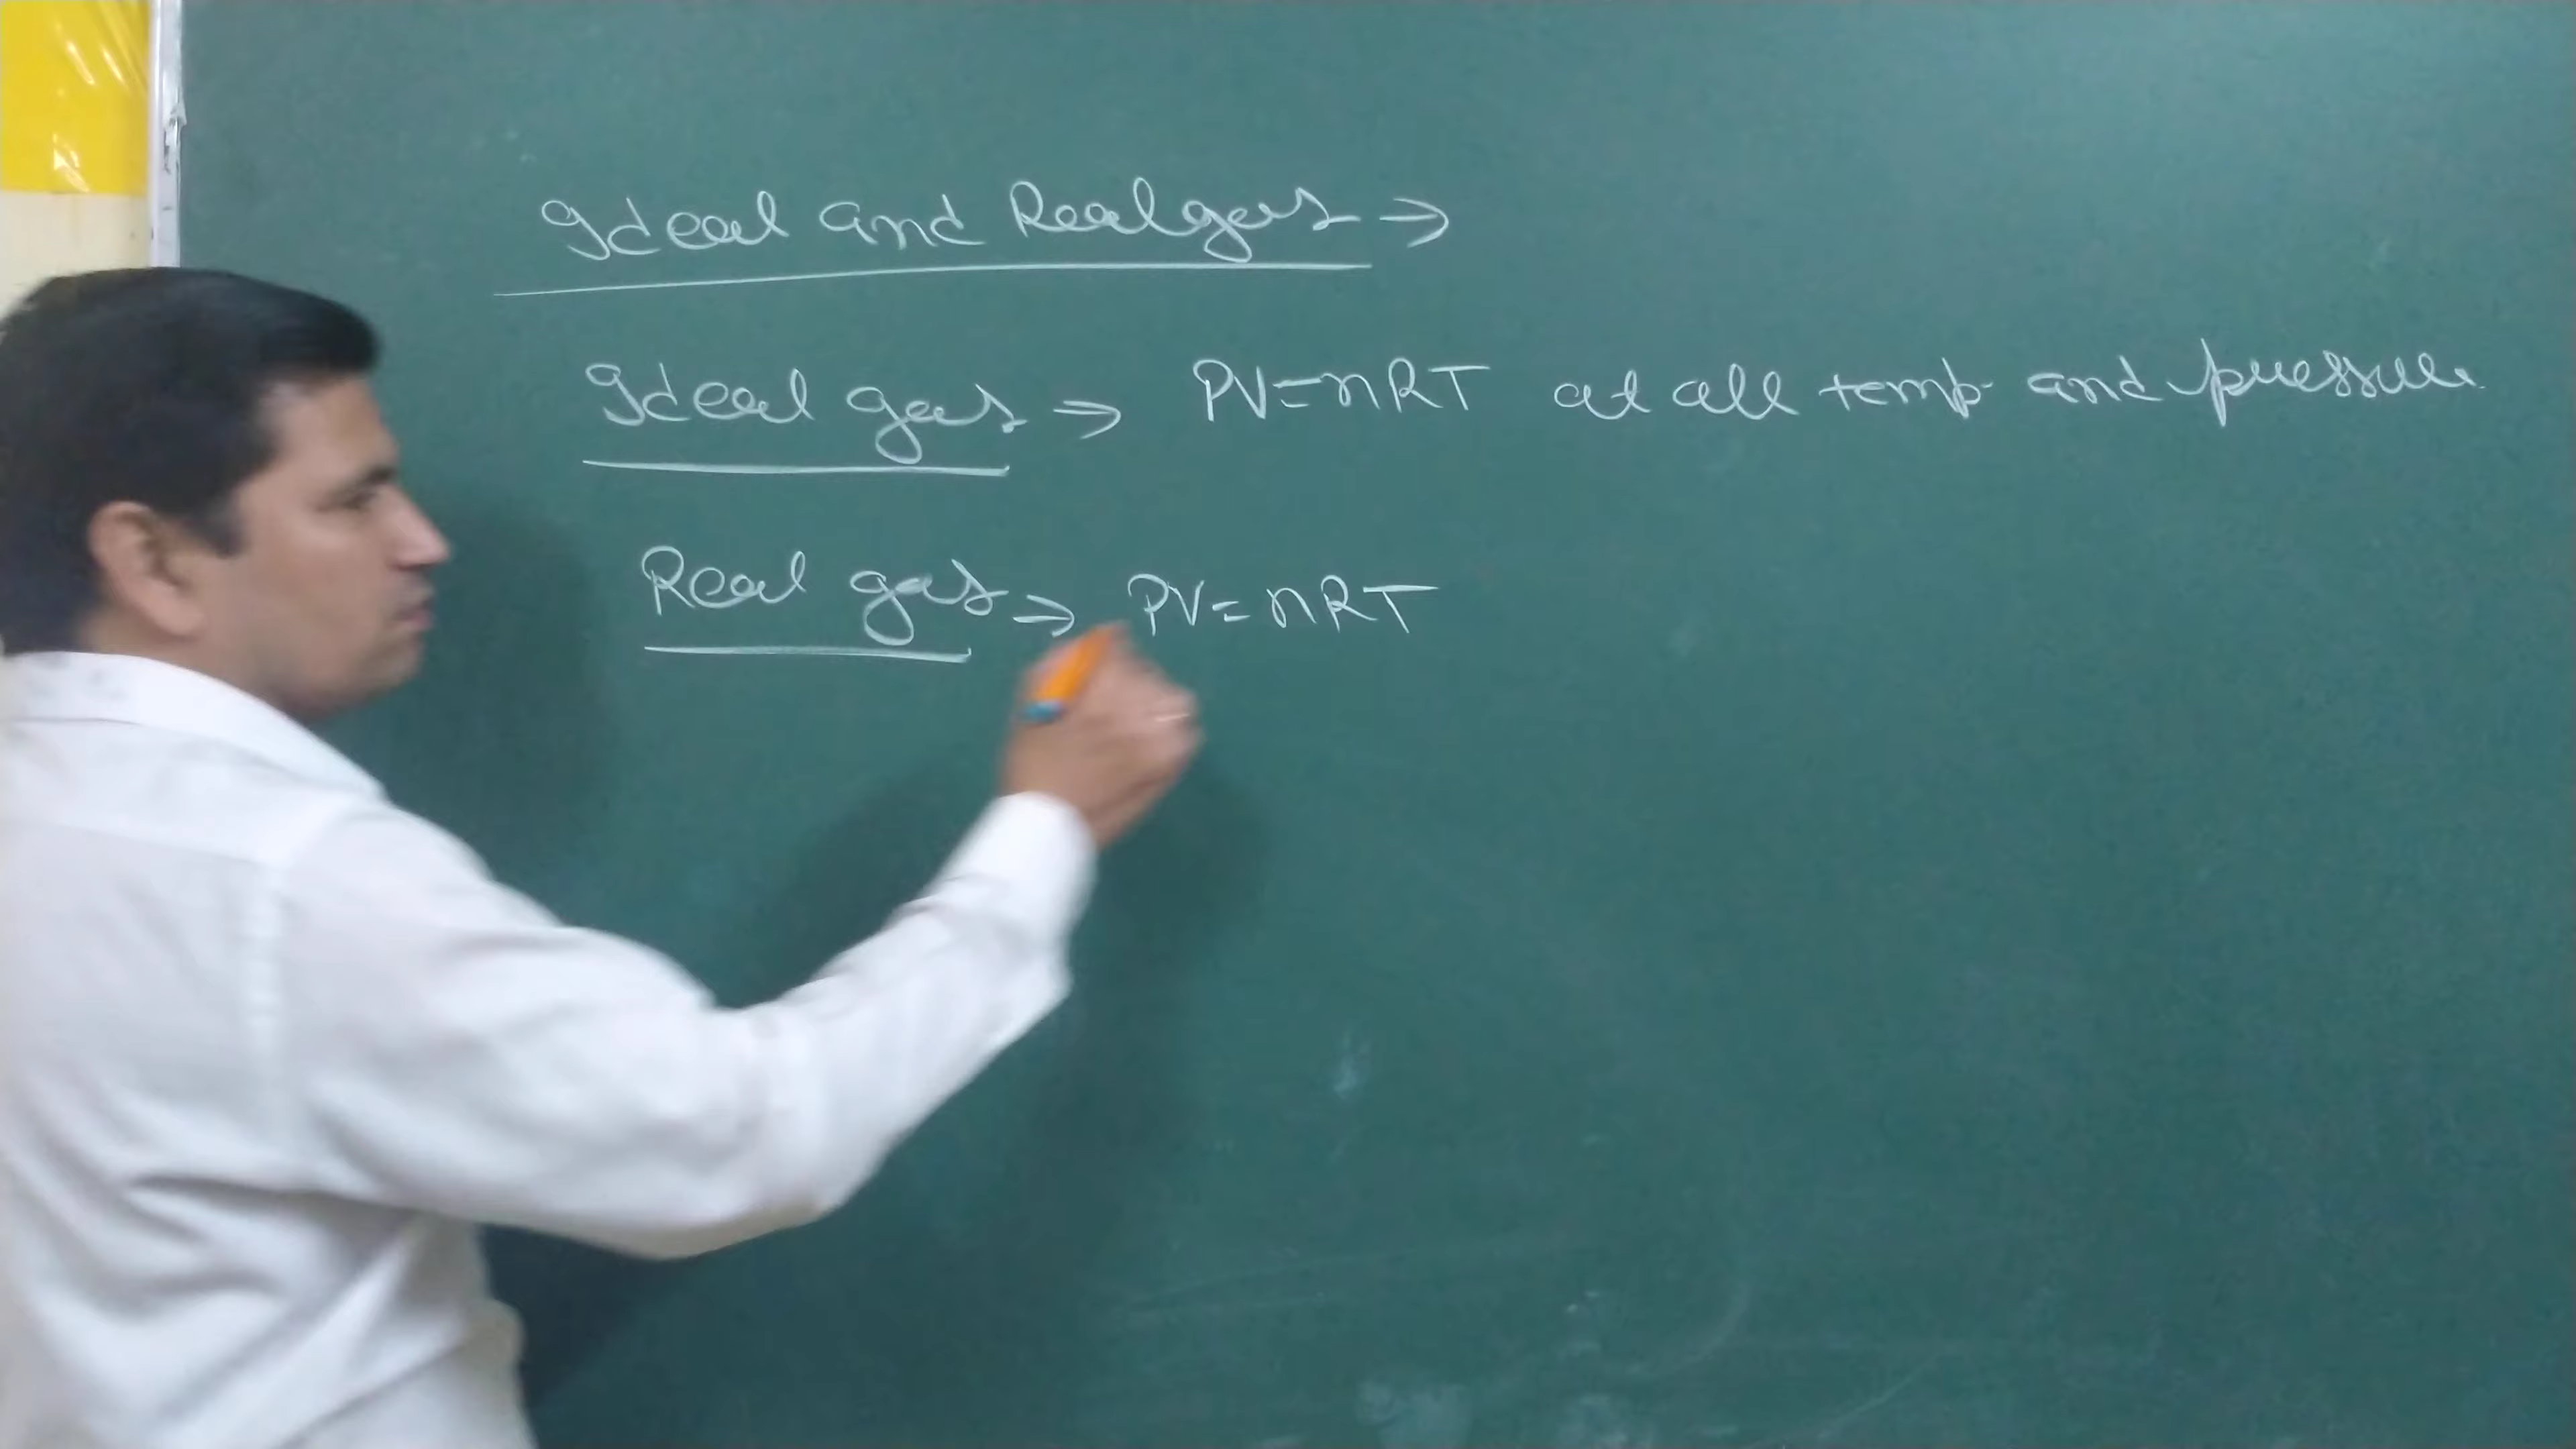 Ideal and Real gas →
Ideal gas → PV=nRT at all temp. and pressure.
Real gas → PV=nRT